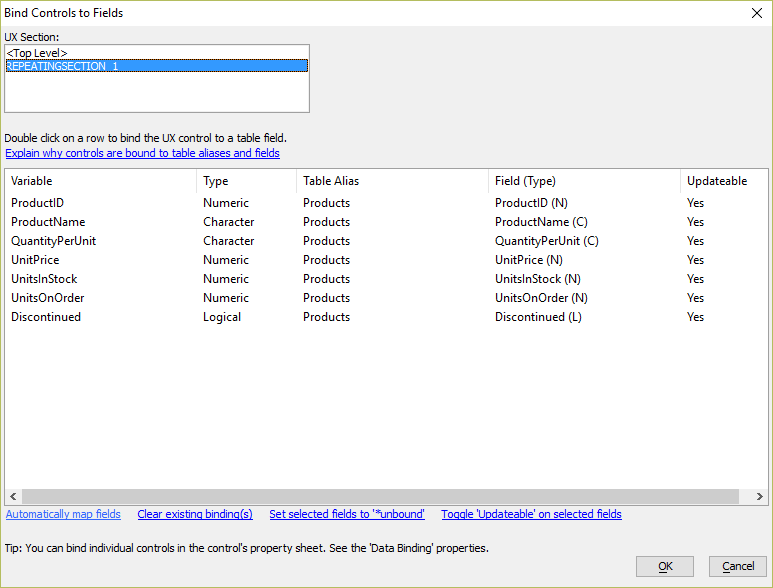 Bind Controls to Fields
UX Section:
<Top Level>
REPEATINGSECTION_1
Double click on a row to bind the UX control to a table field.
Explain why controls are bound to table aliases and fields
Variable Type Table Alias Field (Type) Updateable
ProductID Numeric Products ProductID (N) Yes
ProductName Character Products ProductName (C) Yes
QuantityPerUnit Character Products QuantityPerUnit (C) Yes
UnitPrice Numeric Products UnitPrice (N) Yes
UnitsInStock Numeric Products UnitsInStock (N) Yes
UnitsOnOrder Numeric Products UnitsOnOrder (N) Yes
Discontinued Logical Products Discontinued (L) Yes
Automatically map fields Clear existing binding(s) Set selected fields to '*unbound' Toggle 'Updateable' on selected fields
Tip: You can bind individual controls in the control's property sheet. See the 'Data Binding' properties.
OK Cancel